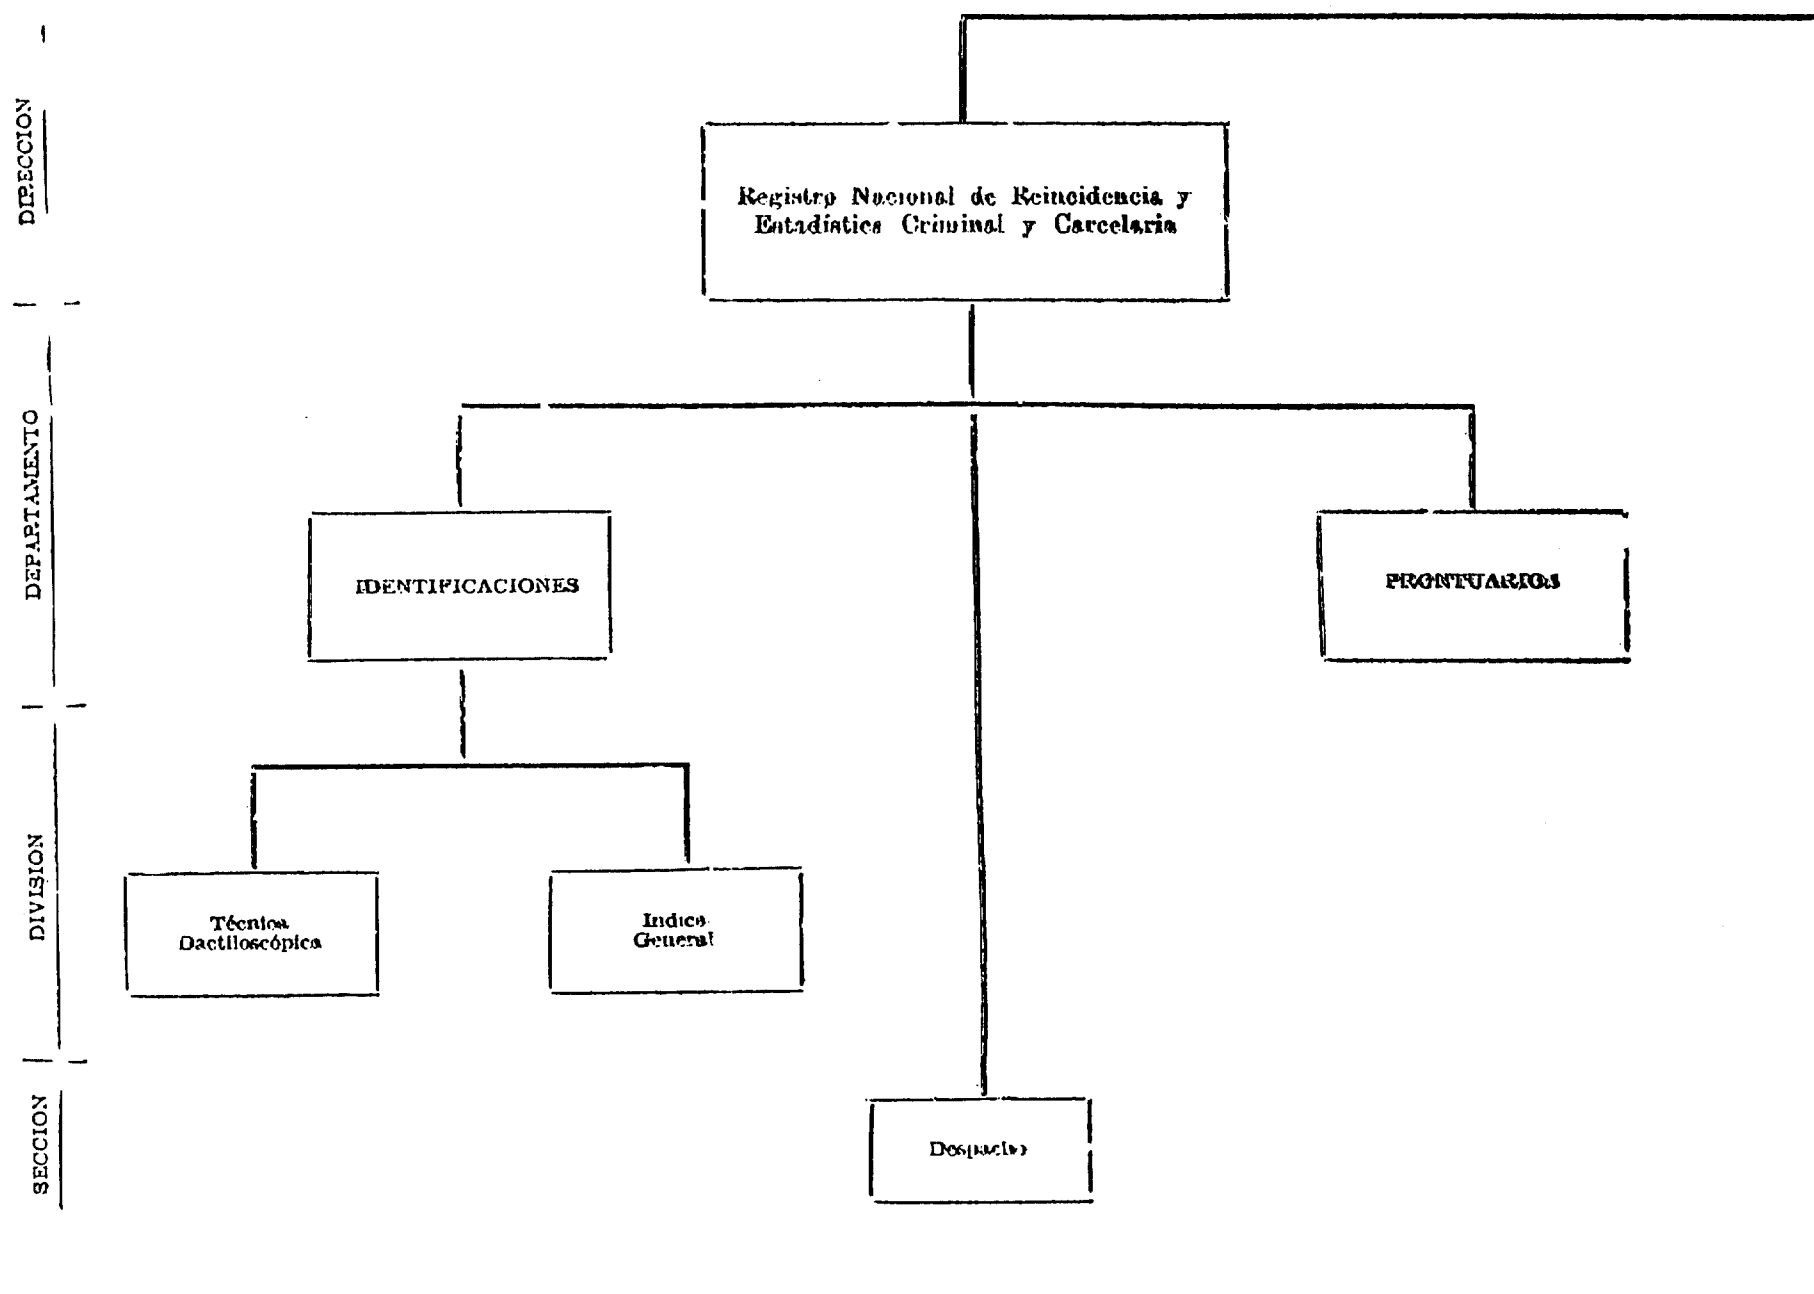 DIRECCION
Registro Nacional de Reincidencia y
Estadística Criminal y Carcelaria
DEPARTAMENTO
IDENTIFICACIONES
PRONTUARIOS
DIVISION
Técnica
Dactiloscópica
Indice
General
SECCION
Despacho